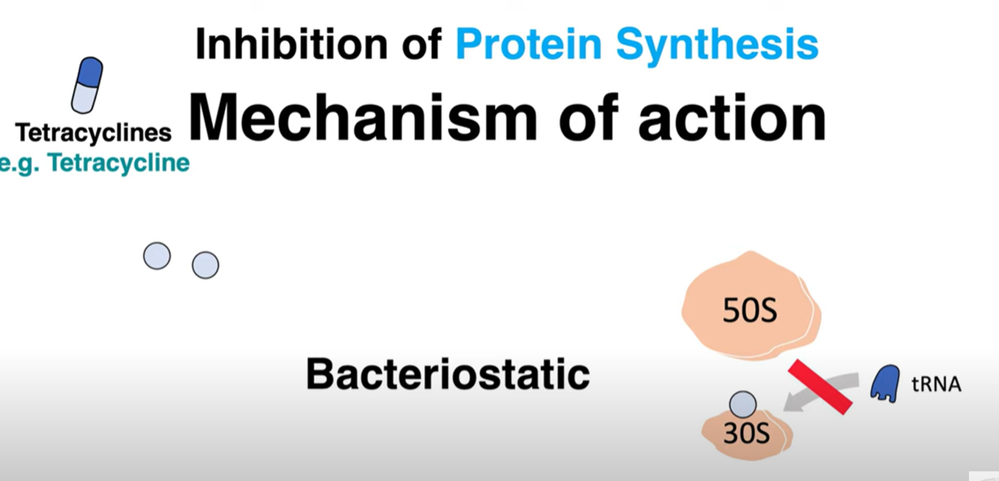 Inhibition of Protein Synthesis
Mechanism of action
Tetracyclines
e.g. Tetracycline
50S
Bacteriostatic
tRNA
30S